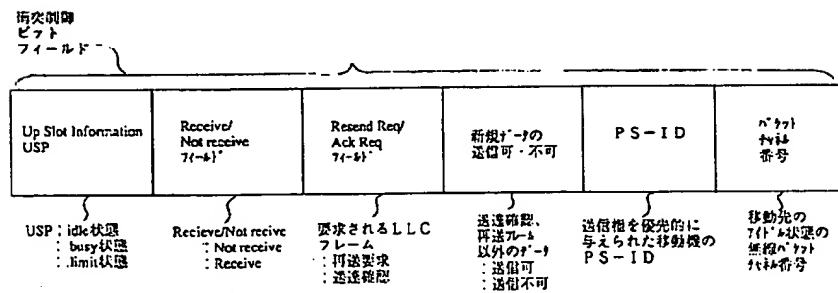 衝突制御
ビット
フィールド
Up Slot Information
USP
Receive/
Not receive
フィールド
Resend Req/
Ack Req
フィールド
新規データの
送信可・不可
PS-ID
パケット
チャネル
番号
USP:idle状態
:busy状態
:limit状態
Recieve/Not recive
:Not receive
:Receive
要求されるLLC
フレーム
:再送要求
:送達確認
送達確認、
再送フレーム
以外のデータ
:送信可
:送信不可
送信権を優先的に
与えられた移動機の
PS-ID
移動先の
アイドル状態の
無線パケット
チャネル番号